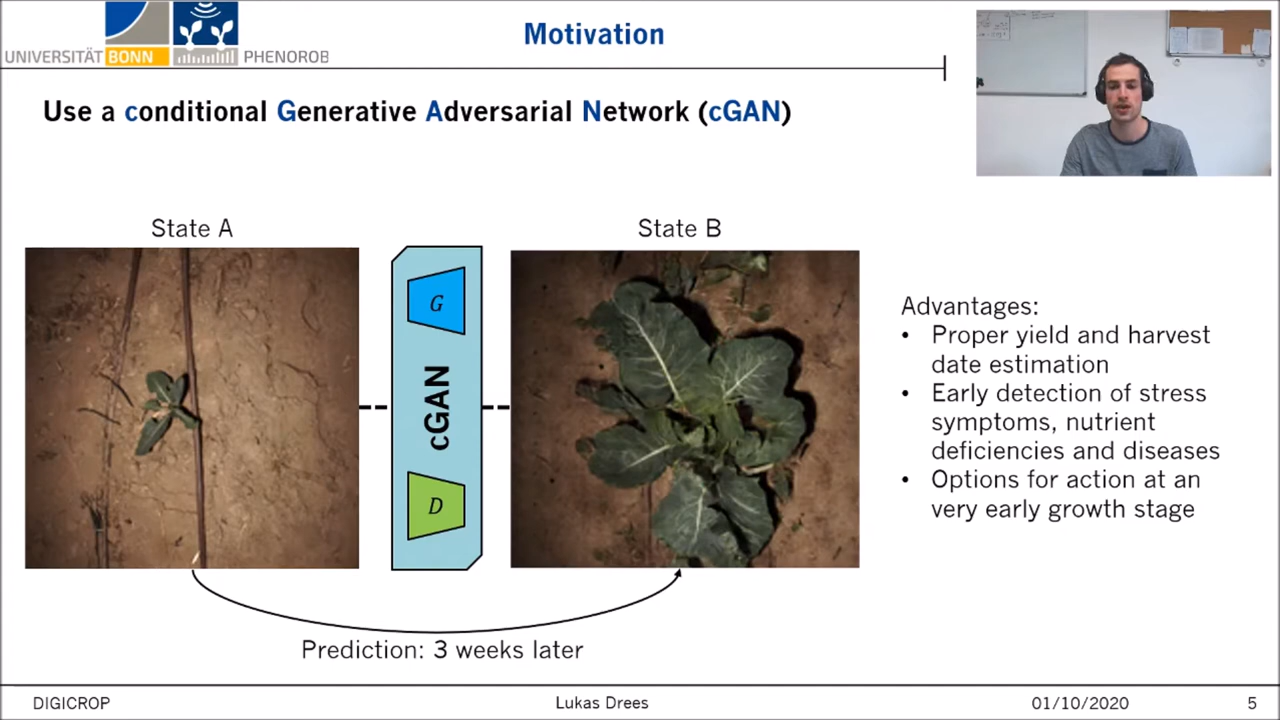 UNIVERSITÄT BONN PHENOROB
Motivation
Use a conditional Generative Adversarial Network (cGAN)
State A
State B
G
cGAN
D
Advantages:
• Proper yield and harvest
date estimation
• Early detection of stress
symptoms, nutrient
deficiencies and diseases
• Options for action at an
very early growth stage
Prediction: 3 weeks later
DIGICROP
Lukas Drees
01/10/2020
5